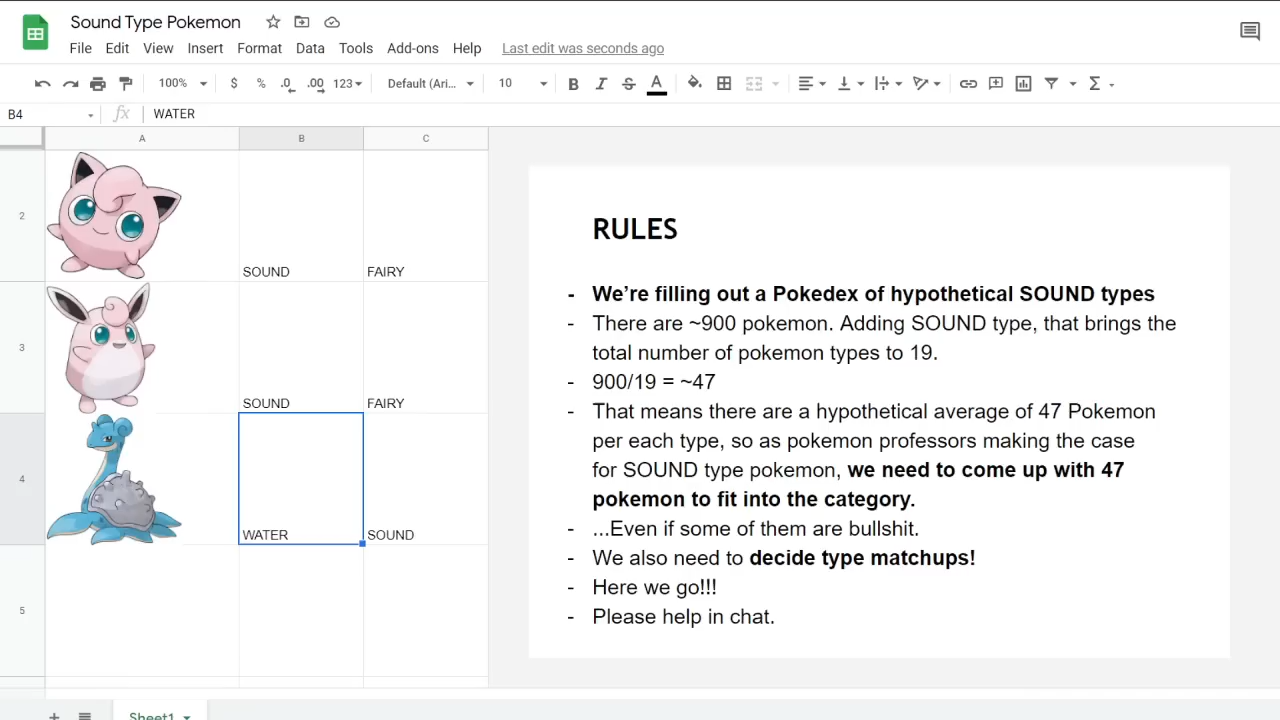 Sound Type Pokemon
File Edit View Insert Format Data Tools Add-ons Help Last edit was seconds ago
100% $ % .0 .00 123 Default (Ari... 10 B I S A Σ
B4 fx WATER
A B C
2 SOUND FAIRY
3 SOUND FAIRY
4 WATER SOUND
5
RULES
- We're filling out a Pokedex of hypothetical SOUND types
- There are ~900 pokemon. Adding SOUND type, that brings the
total number of pokemon types to 19.
- 900/19 = ~47
- That means there are a hypothetical average of 47 Pokemon
per each type, so as pokemon professors making the case
for SOUND type pokemon, we need to come up with 47
pokemon to fit into the category.
- ...Even if some of them are bullshit.
- We also need to decide type matchups!
- Here we go!!!
- Please help in chat.
+ Sheet1